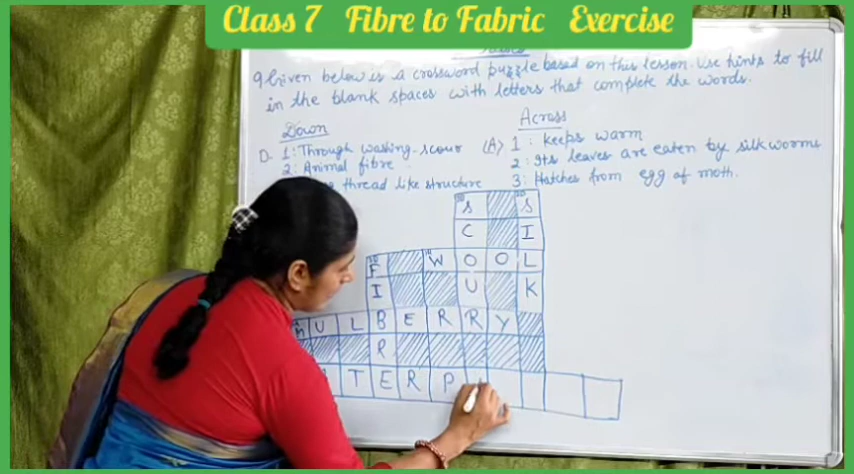 Class 7 Fibre to Fabric Exercise
9. Given below is a crossword puzzle based on this lesson. Use hints to fill
in the blank spaces with letters that complete the words.
Down
D. 1: Through washing - scour
2: Animal fibre
thread like structure
Across
(A) 1: Keeps warm
2: Its leaves are eaten by silkworms
3: Hatches from egg of moth.
S S
C I
F W O O L
I U K
M U L B E R R Y
R
T E R P